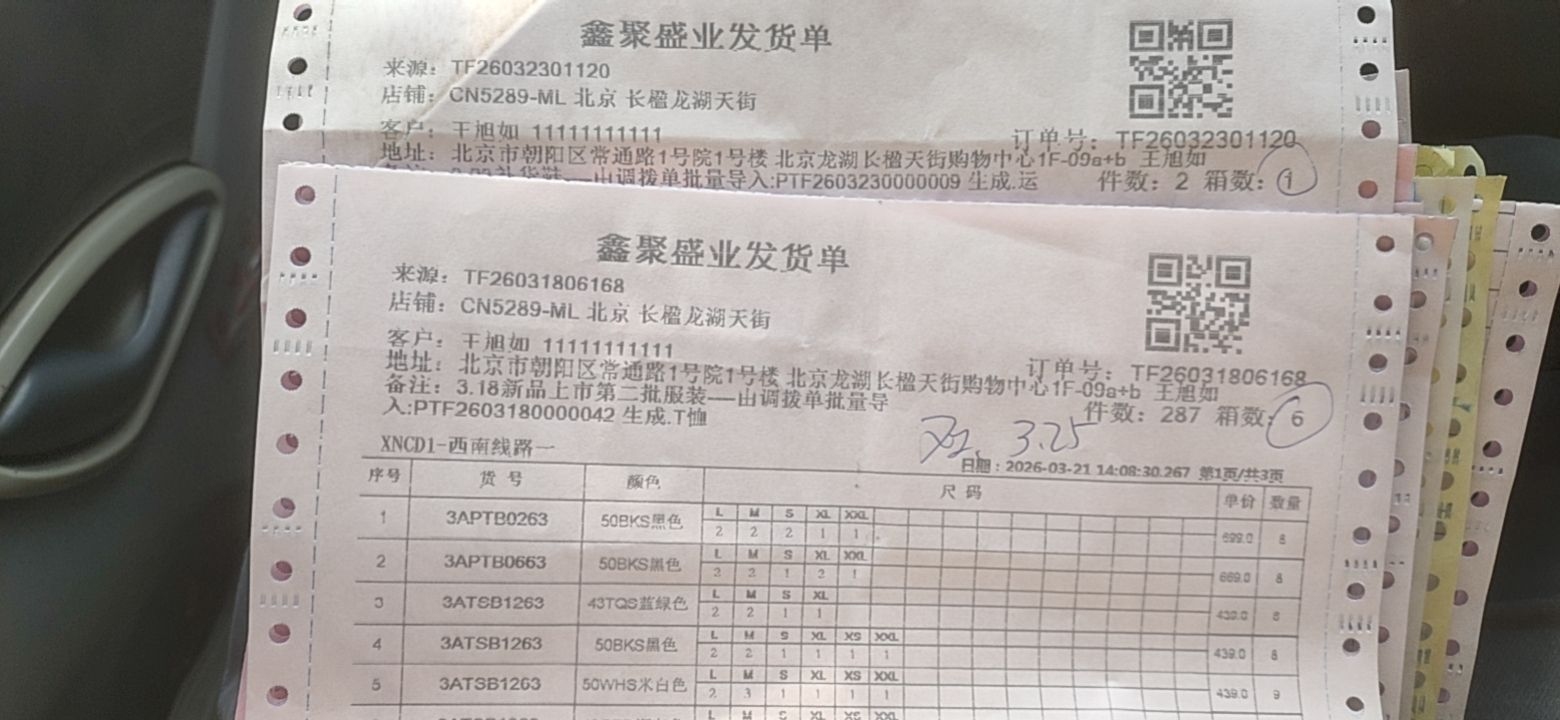 鑫聚盛业发货单
来源：TF26032301120
店铺：CN5289-ML 北京 长楹龙湖天街
客户：王旭如 11111111111
订单号：TF26032301120
地址：北京市朝阳区常通路1号院1号楼 北京龙湖长楹天街购物中心1F-09a+b 王旭如
由调拨单批量导入:PTF2603230000009 生成.运
件数：2 箱数：1
鑫聚盛业发货单
来源：TF26031806168
店铺：CN5289-ML 北京 长楹龙湖天街
客户：王旭如 11111111111
订单号：TF26031806168
地址：北京市朝阳区常通路1号院1号楼 北京龙湖长楹天街购物中心1F-09a+b 王旭如
备注：3.18新品上市第二批服装——由调拨单批量导
入:PTF2603180000042 生成.T恤
件数：287 箱数：6
3.25
XNCD1-西南线路一
日期：2026-03-21 14:08:30.267 第1页/共3页
序号 货号 颜色 尺码 单价 数量
L M S XL XXL
1 3APTB0263 50BKS黑色 699.0 8
2 2 2 1 1
L M S XL XXL
2 3APTB0663 50BKS黑色 669.0 8
2 2 1 2 1
L M S XL
3 3ATSB1263 43TQS蓝绿色 439.0
2 2 1 1
L M S XL XS XXL
4 3ATSB1263 50BKS黑色 439.0 8
2 2 1 1 1 1
L M S XL XS XXL
5 3ATSB1263 50WHS米白色 439.0 9
2 3 1 1 1 1
L M S XL XS XXL